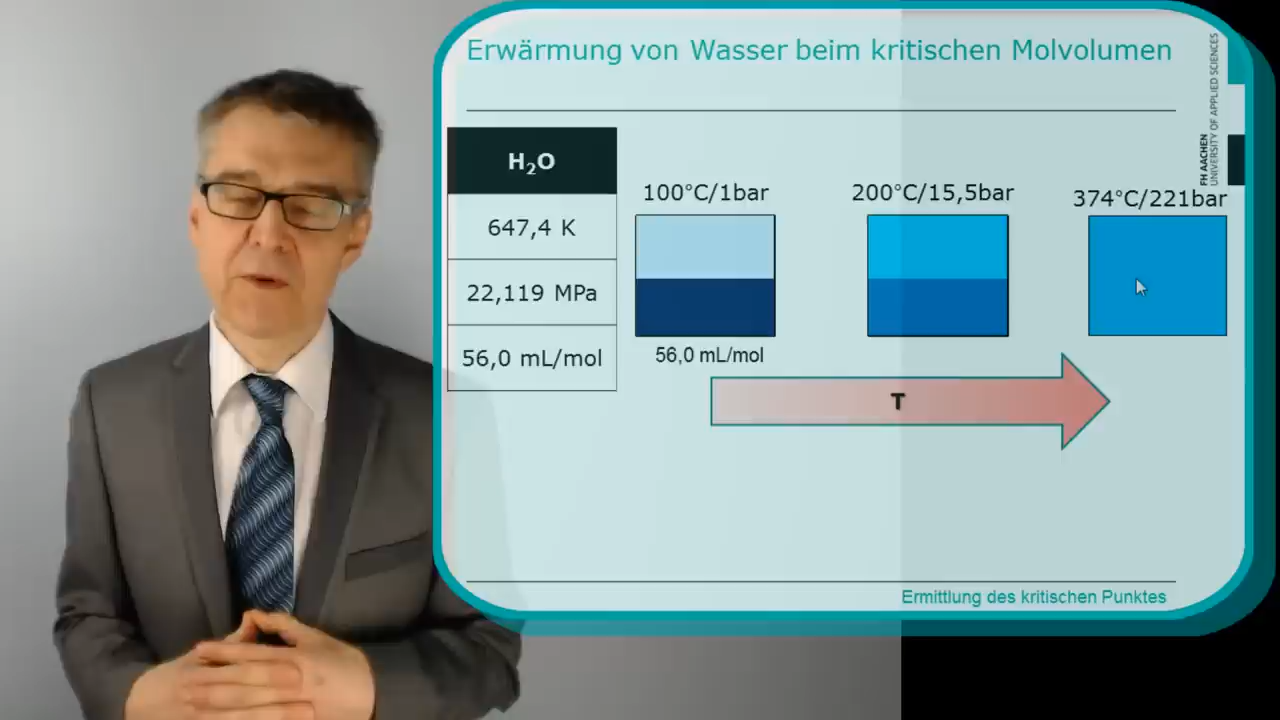 Erwärmung von Wasser beim kritischen Molvolumen
FH AACHEN
UNIVERSITY OF APPLIED SCIENCES
H₂O
647,4 K
22,119 MPa
56,0 mL/mol
100°C/1bar
200°C/15,5bar
374°C/221bar
56,0 mL/mol
T
Ermittlung des kritischen Punktes